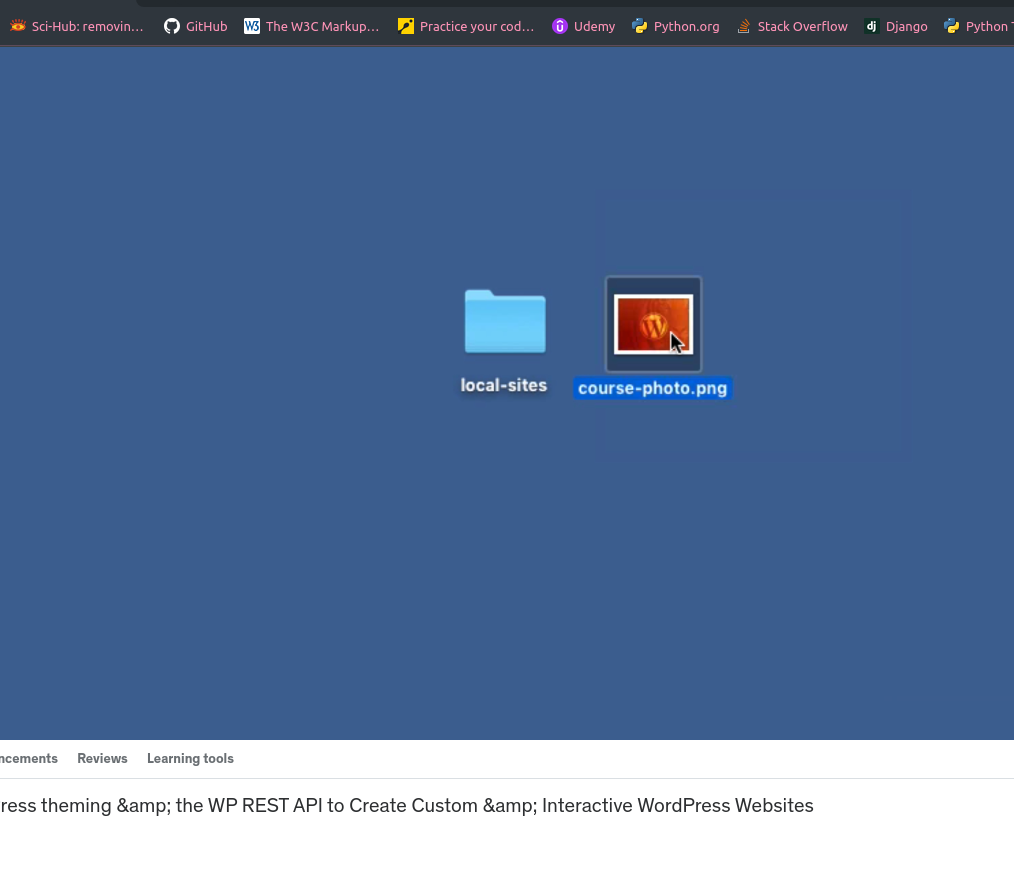 Sci-Hub: removin... GitHub W3 The W3C Markup... Practice your cod... Udemy Python.org Stack Overflow dj Django Python
local-sites course-photo.png
ncements Reviews Learning tools
ress theming &amp; the WP REST API to Create Custom &amp; Interactive WordPress Websites